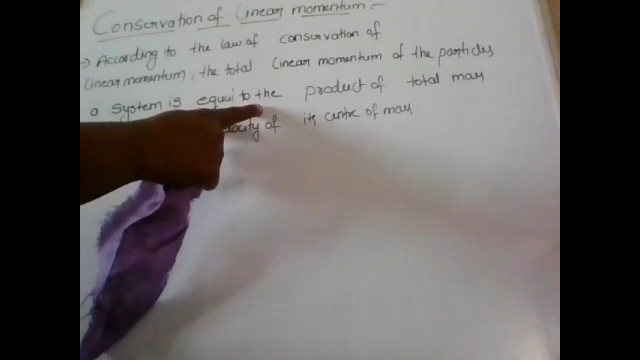 Conservation of Linear momentum :-
→ According to the law of conservation of
Linear momentum, the total Linear momentum of the particles
a system is equal to the product of total mass
of its centre of mass